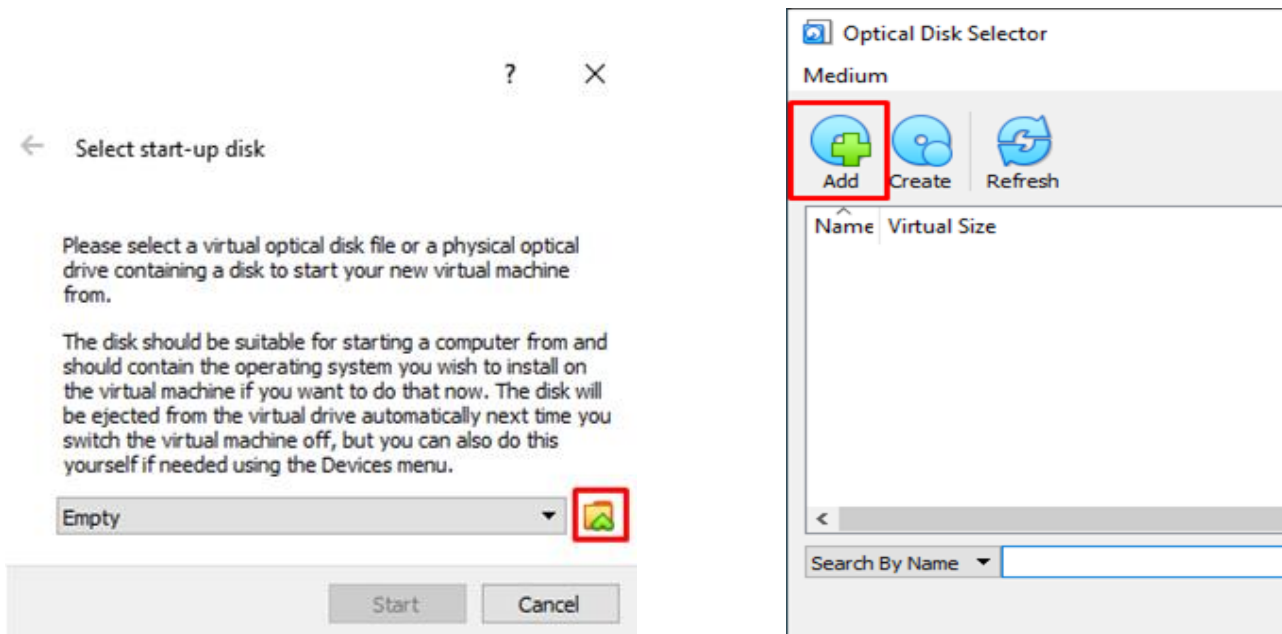 ?
Select start-up disk
Please select a virtual optical disk file or a physical optical
drive containing a disk to start your new virtual machine
from.
The disk should be suitable for starting a computer from and
should contain the operating system you wish to install on
the virtual machine if you want to do that now. The disk will
be ejected from the virtual drive automatically next time you
switch the virtual machine off, but you can also do this
yourself if needed using the Devices menu.
Empty
Start Cancel
Optical Disk Selector
Medium
Add Create Refresh
Name Virtual Size
Search By Name